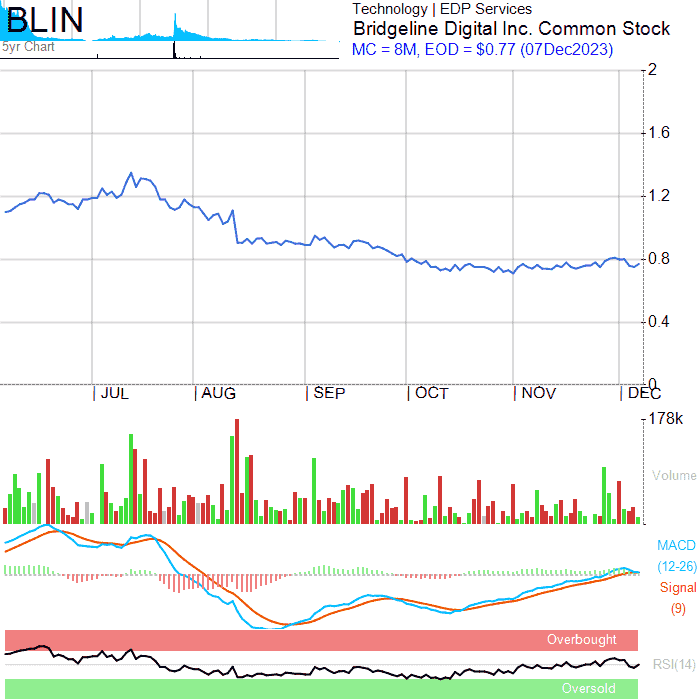 BLIN
5yr Chart
Technology | EDP Services
Bridgeline Digital Inc. Common Stock
MC = 8M, EOD = $0.77 (07Dec2023)
2
1.6
1.2
0.8
0.4
0
JUL AUG SEP OCT NOV DEC
178k
Volume
MACD
(12-26)
Signal
(9)
Overbought
RSI(14)
Oversold